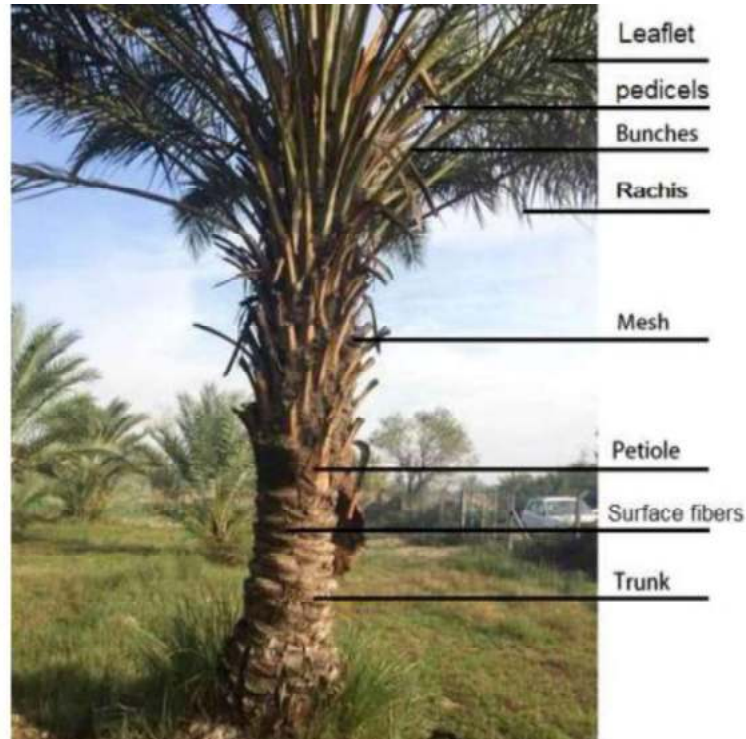 Leaflet
pedicels
Bunches
Rachis
Mesh
Petiole
Surface fibers
Trunk